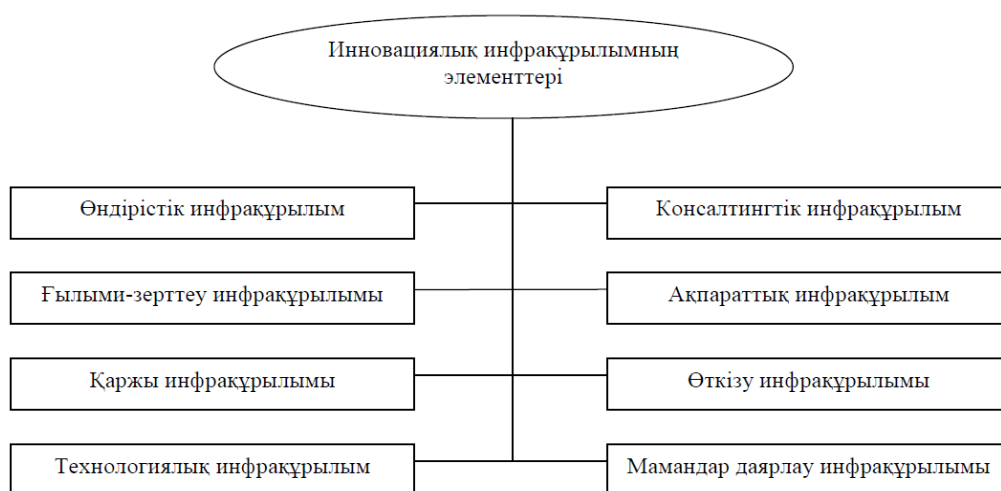 Инновациялық инфрақұрылымның
элементтері
Өндірістік инфрақұрылым
Консалтингтік инфрақұрылым
Ғылыми-зерттеу инфрақұрылымы
Ақпараттық инфрақұрылым
Қаржы инфрақұрылымы
Өткізу инфрақұрылымы
Технологиялық инфрақұрылым
Мамандар даярлау инфрақұрылымы